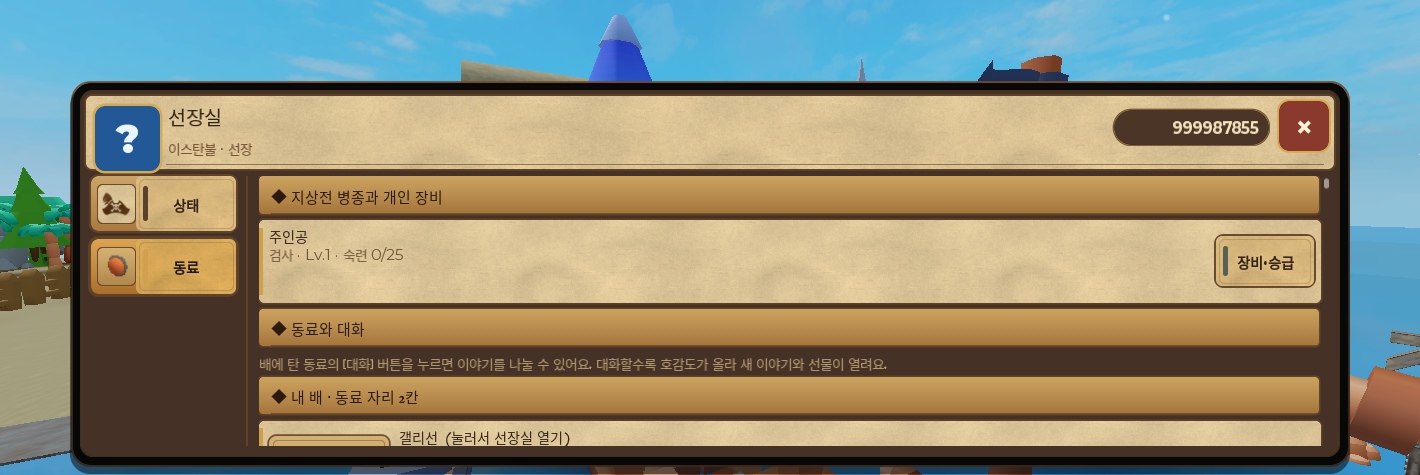 ?
선장실
이스탄불 · 선장
999987855
×
상태
동료
◆ 지상전 병종과 개인 장비
주인공
검사 · Lv.1 · 숙련 0/25
장비•승급
◆ 동료와 대화
배에 탄 동료의 [대화] 버튼을 누르면 이야기를 나눌 수 있어요. 대화할수록 호감도가 올라 새 이야기와 선물이 열려요.
◆ 내 배 · 동료 자리 2칸
갤리선 (눌러서 선장실 열기)